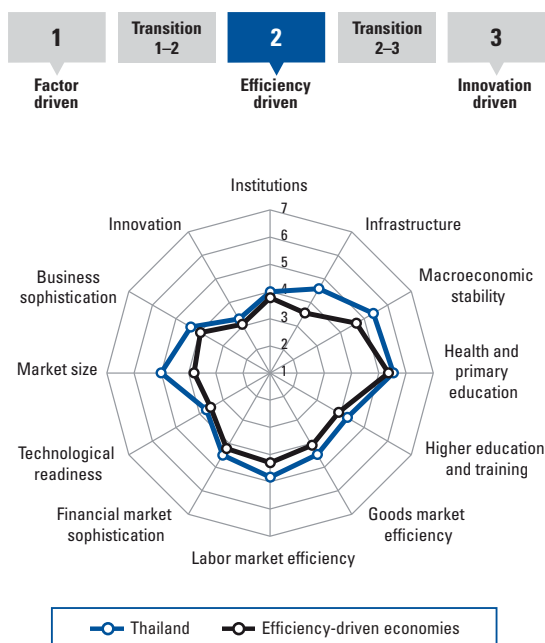 1
Transition
1–2
2
Transition
2–3
3
Factor
driven
Efficiency
driven
Innovation
driven
Institutions
7
Innovation
Infrastructure
6
5
Business
sophistication
Macroeconomic
stability
4
3
2
Market size
1
Health and
primary
education
Technological
readiness
Higher education
and training
Financial market
sophistication
Goods market
efficiency
Labor market efficiency
Thailand
Efficiency-driven economies